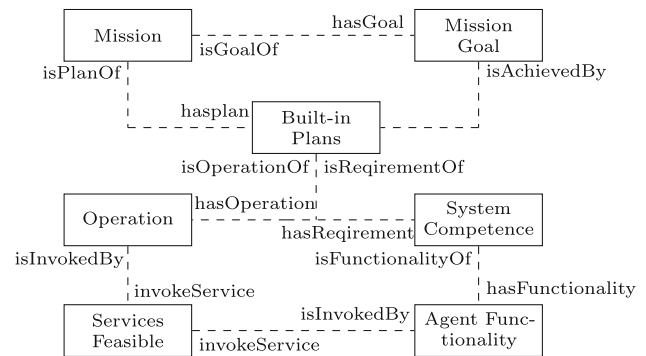 hasGoal
Mission
Mission
Goal
isGoalOf
isPlanOf
isAchievedBy
hasplan
Built-in
Plans
isOperationOf
isReqirementOf
hasOperation
Operation
System
Competence
hasReqirement
isInvokedBy
isFunctionalityOf
invokeService
hasFunctionality
isInvokedBy
Services
Feasible
Agent Func-
tionality
invokeService